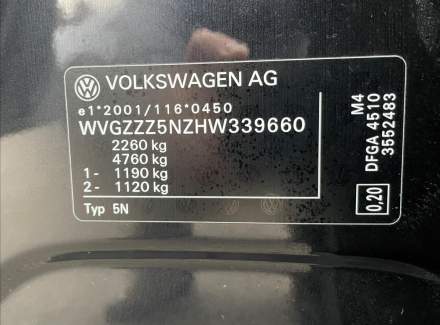 VOLKSWAGEN AG
e1*2001/116*0450
WVGZZZ5NZHW339660
2260 kg
4760 kg
1- 1190 kg
2- 1120 kg
Typ 5N
M4
DFGA 4510
3552483
0,20